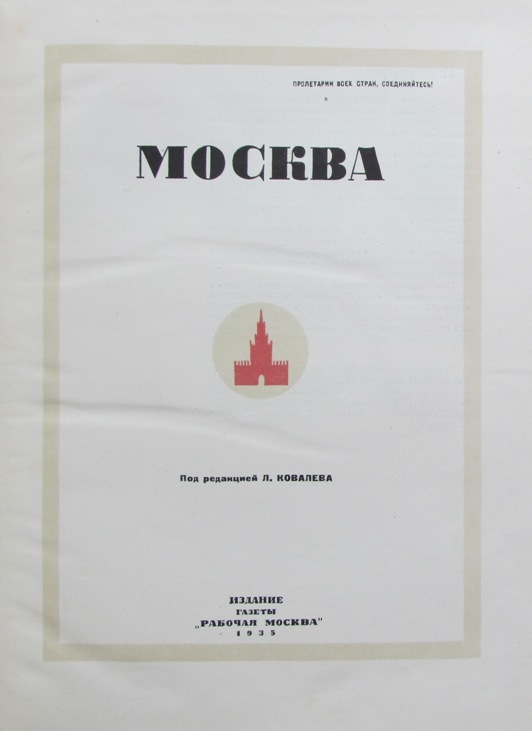 ПРОЛЕТАРИИ ВСЕХ СТРАН, СОЕДИНЯЙТЕСЬ!
МОСКВА
Под редакцией Л. КОВАЛЕВА
ИЗДАНИЕ
ГАЗЕТЫ
„РАБОЧАЯ МОСКВА"
1935